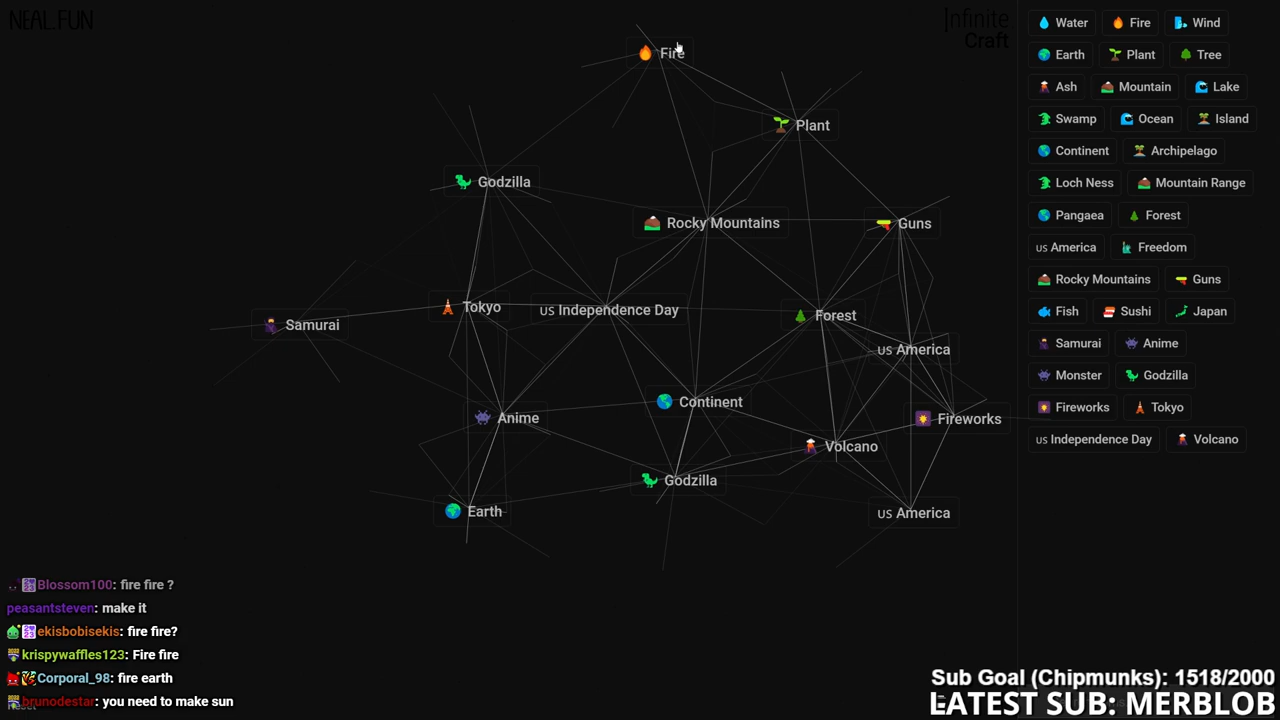 NEAL.FUN
Infinite
Craft
Fire
Plant
Godzilla
Rocky Mountains
Guns
Tokyo
US Independence Day
Forest
Samurai
US America
Continent
Anime
Fireworks
Volcano
Godzilla
Earth
US America
Water
Fire
Wind
Earth
Plant
Tree
Ash
Mountain
Lake
Swamp
Ocean
Island
Continent
Archipelago
Loch Ness
Mountain Range
Pangaea
Forest
US America
Freedom
Rocky Mountains
Guns
Fish
Sushi
Japan
Samurai
Anime
Monster
Godzilla
Fireworks
Tokyo
US Independence Day
Volcano
Blossom100: fire fire ?
peasantsteven: make it
ekisbobisekis: fire fire?
krispywaffles123: Fire fire
Corporal_98: fire earth
brunodestar: you need to make sun
Reset
Sub Goal (Chipmunks): 1518/2000
LATEST SUB: MERBLOB